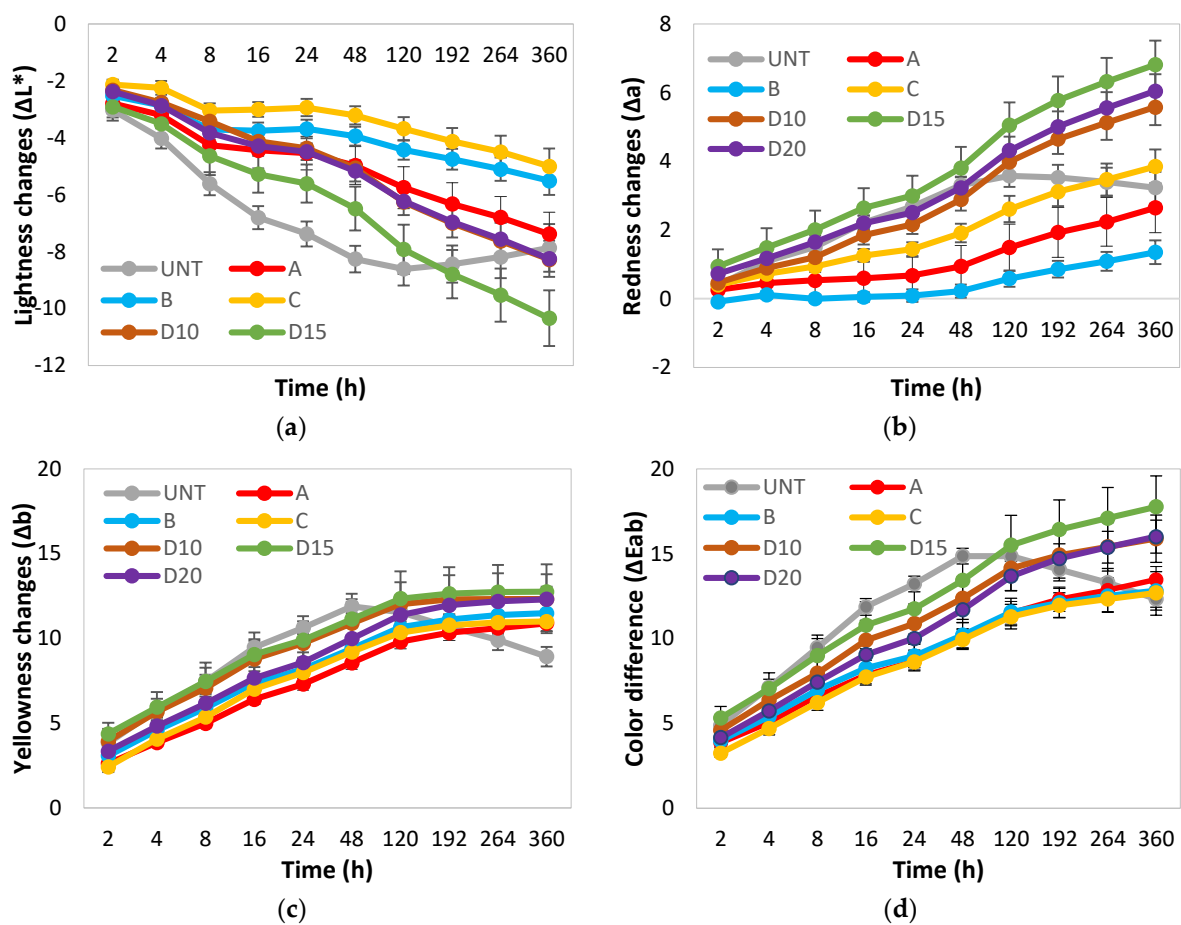 0
2 4 8 16 24 48 120 192 264 360
-2
-4
-6
-8
-10
-12
Lightness changes (ΔL*)
UNT A
B C
D10 D15
Time (h)
(a)
8
6
4
2
0
2
Redness changes (Δa)
UNT A
B C
D10 D15
D20
2 4 8 16 24 48 120 192 264 360
Time (h)
(b)
20
15
10
5
0
Yellowness changes (Δb)
UNT A
B C
D10 D15
D20
2 4 8 16 24 48 120 192 264 360
Time (h)
(c)
20
15
10
5
0
Color difference (ΔEab)
UNT A
B C
D10 D15
D20
2 4 8 16 24 48 120 192 264 360
Time (h)
(d)